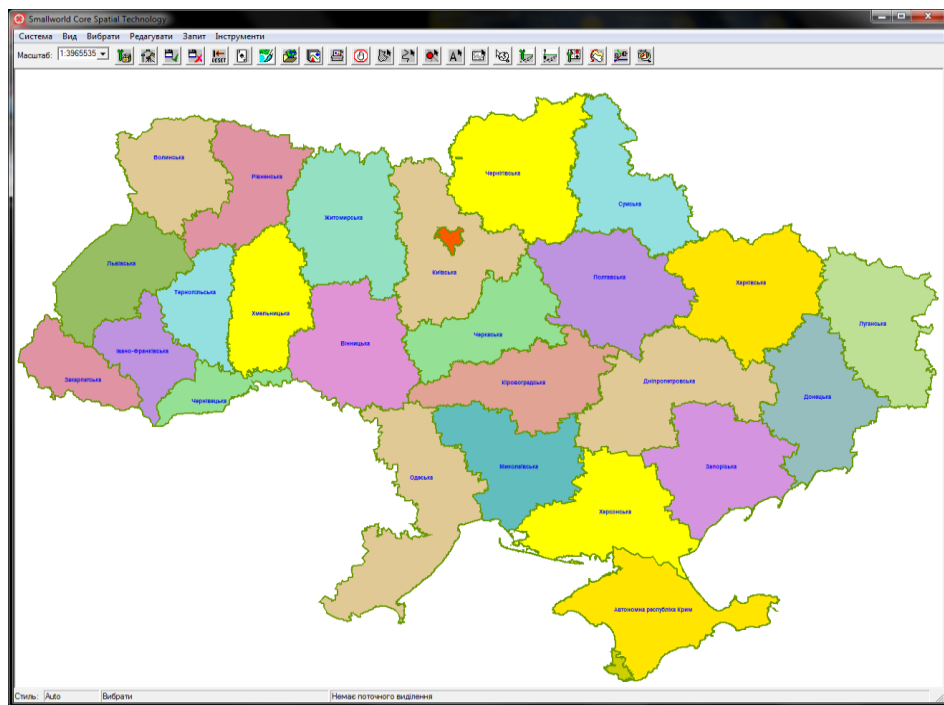 Smallworld Core Spatial Technology
Система Вид Вибрати Редагувати Запит Інструменти
Масштаб: 1:3965535
RESET
Волинська
Рівненська
Житомирська
Чернігівська
Сумська
Львівська
Тернопільська
Хмельницька
Київська
Полтавська
Харківська
Луганська
Івано-Франківська
Вінницька
Черкаська
Закарпатська
Чернівецька
Кіровоградська
Дніпропетровська
Донецька
Одеська
Миколаївська
Запорізька
Херсонська
Автономна республіка Крим
Стиль: Auto Вибрати Немає поточного виділення